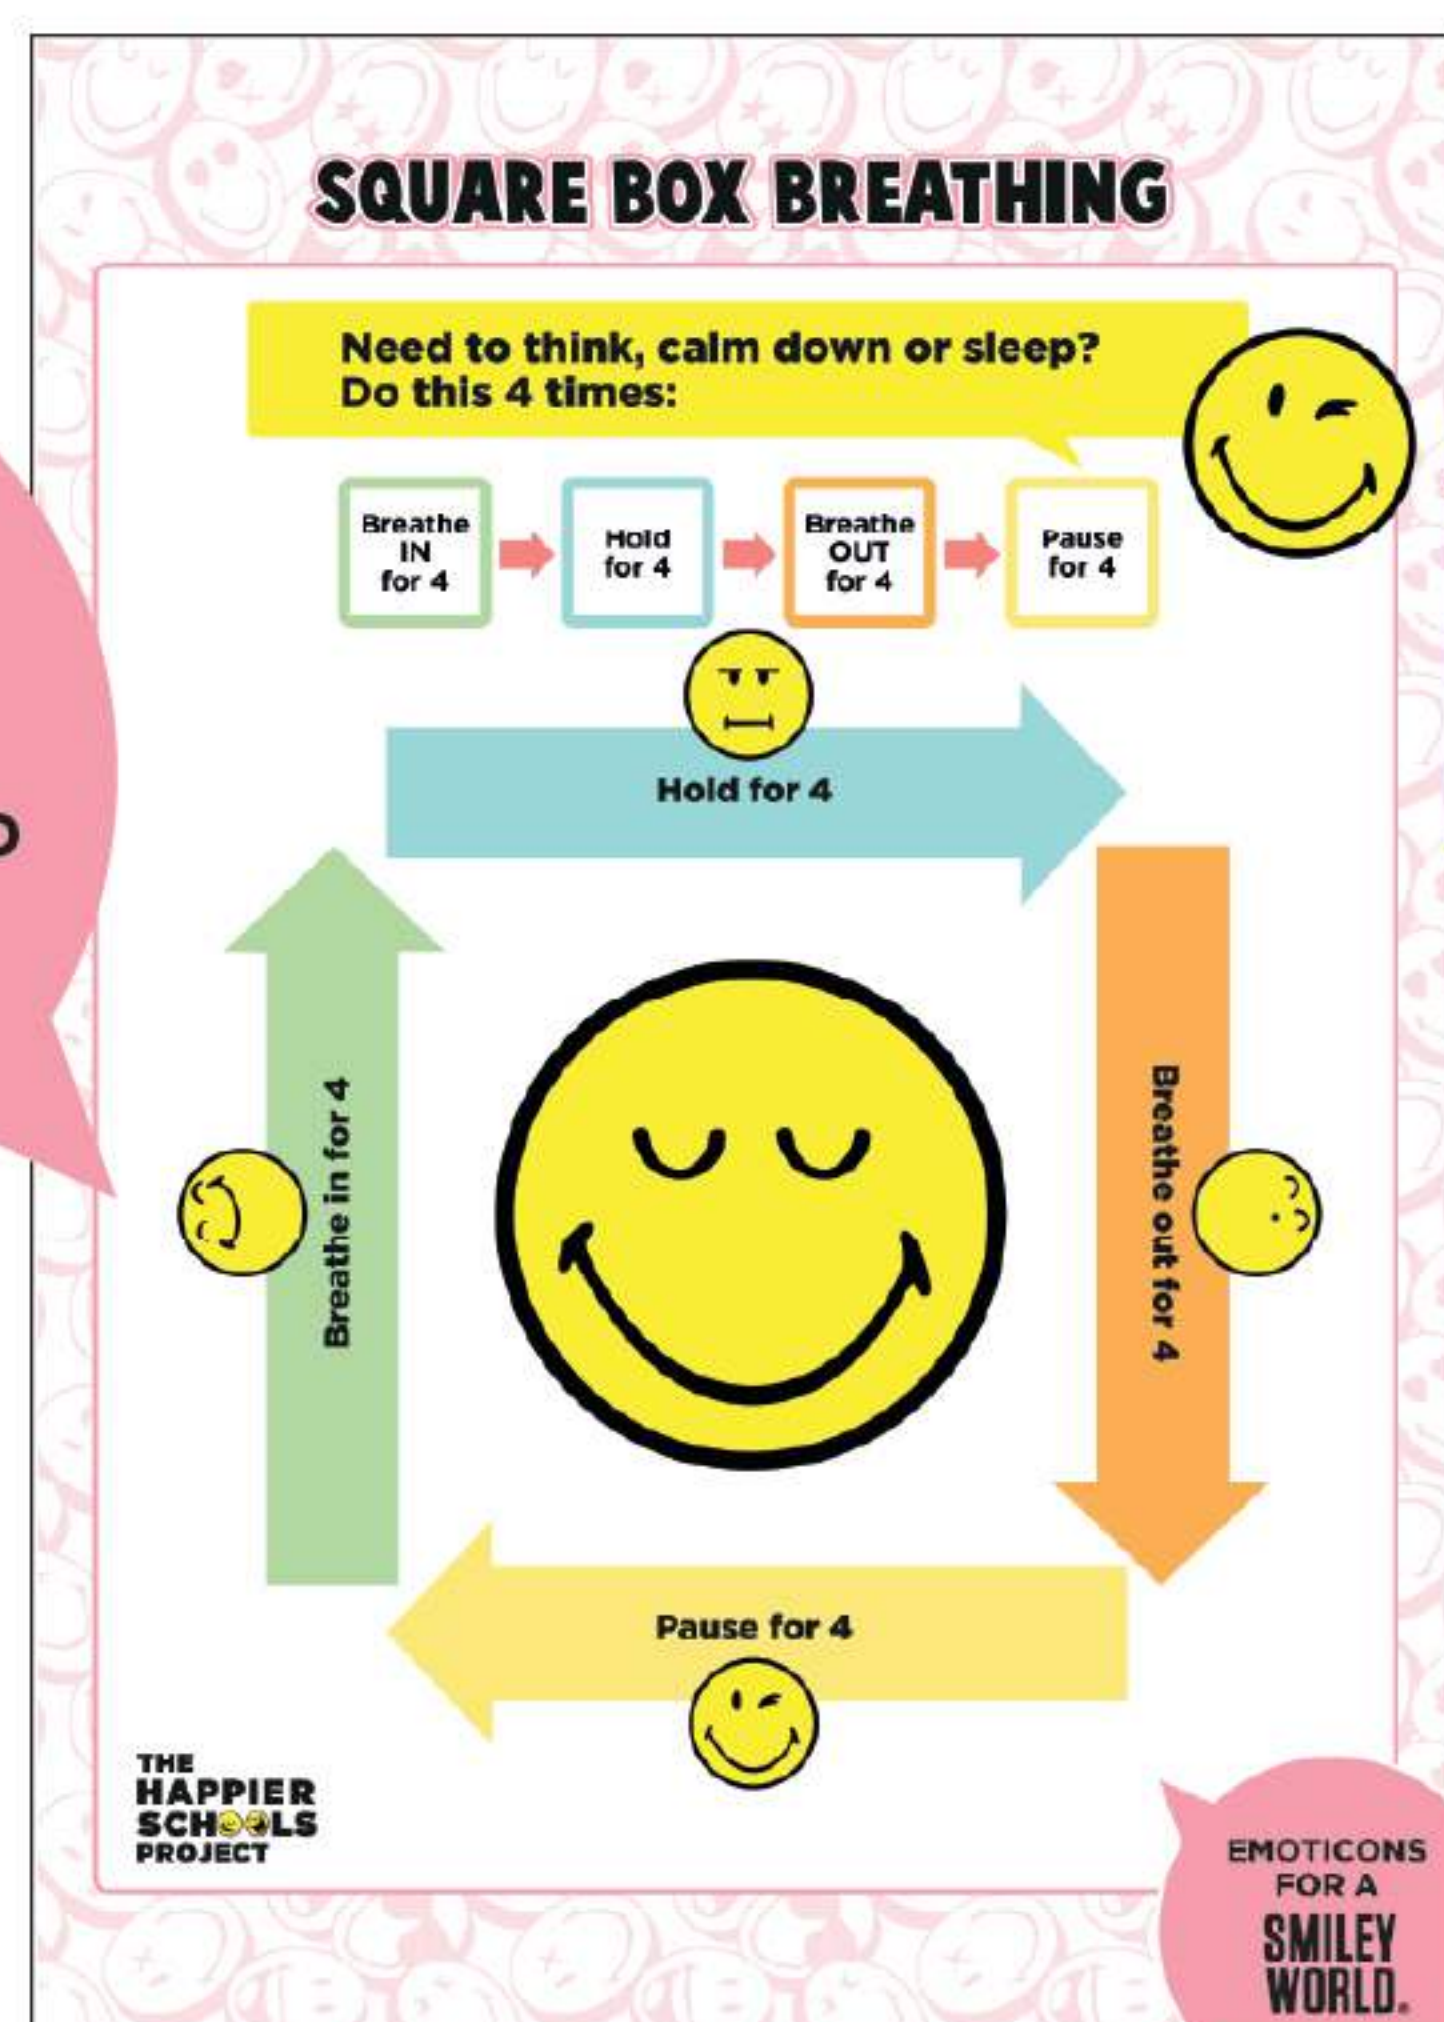 SQUARE BOX BREATHING
Need to think, calm down or sleep?
Do this 4 times:
Breathe
IN
for 4
Hold
for 4
Breathe
OUT
for 4
Pause
for 4
Hold for 4
Breathe in for 4
Breathe out for 4
Pause for 4
THE
HAPPIER
SCHOOLS
PROJECT
EMOTICONS
FOR A
SMILEY
WORLD.